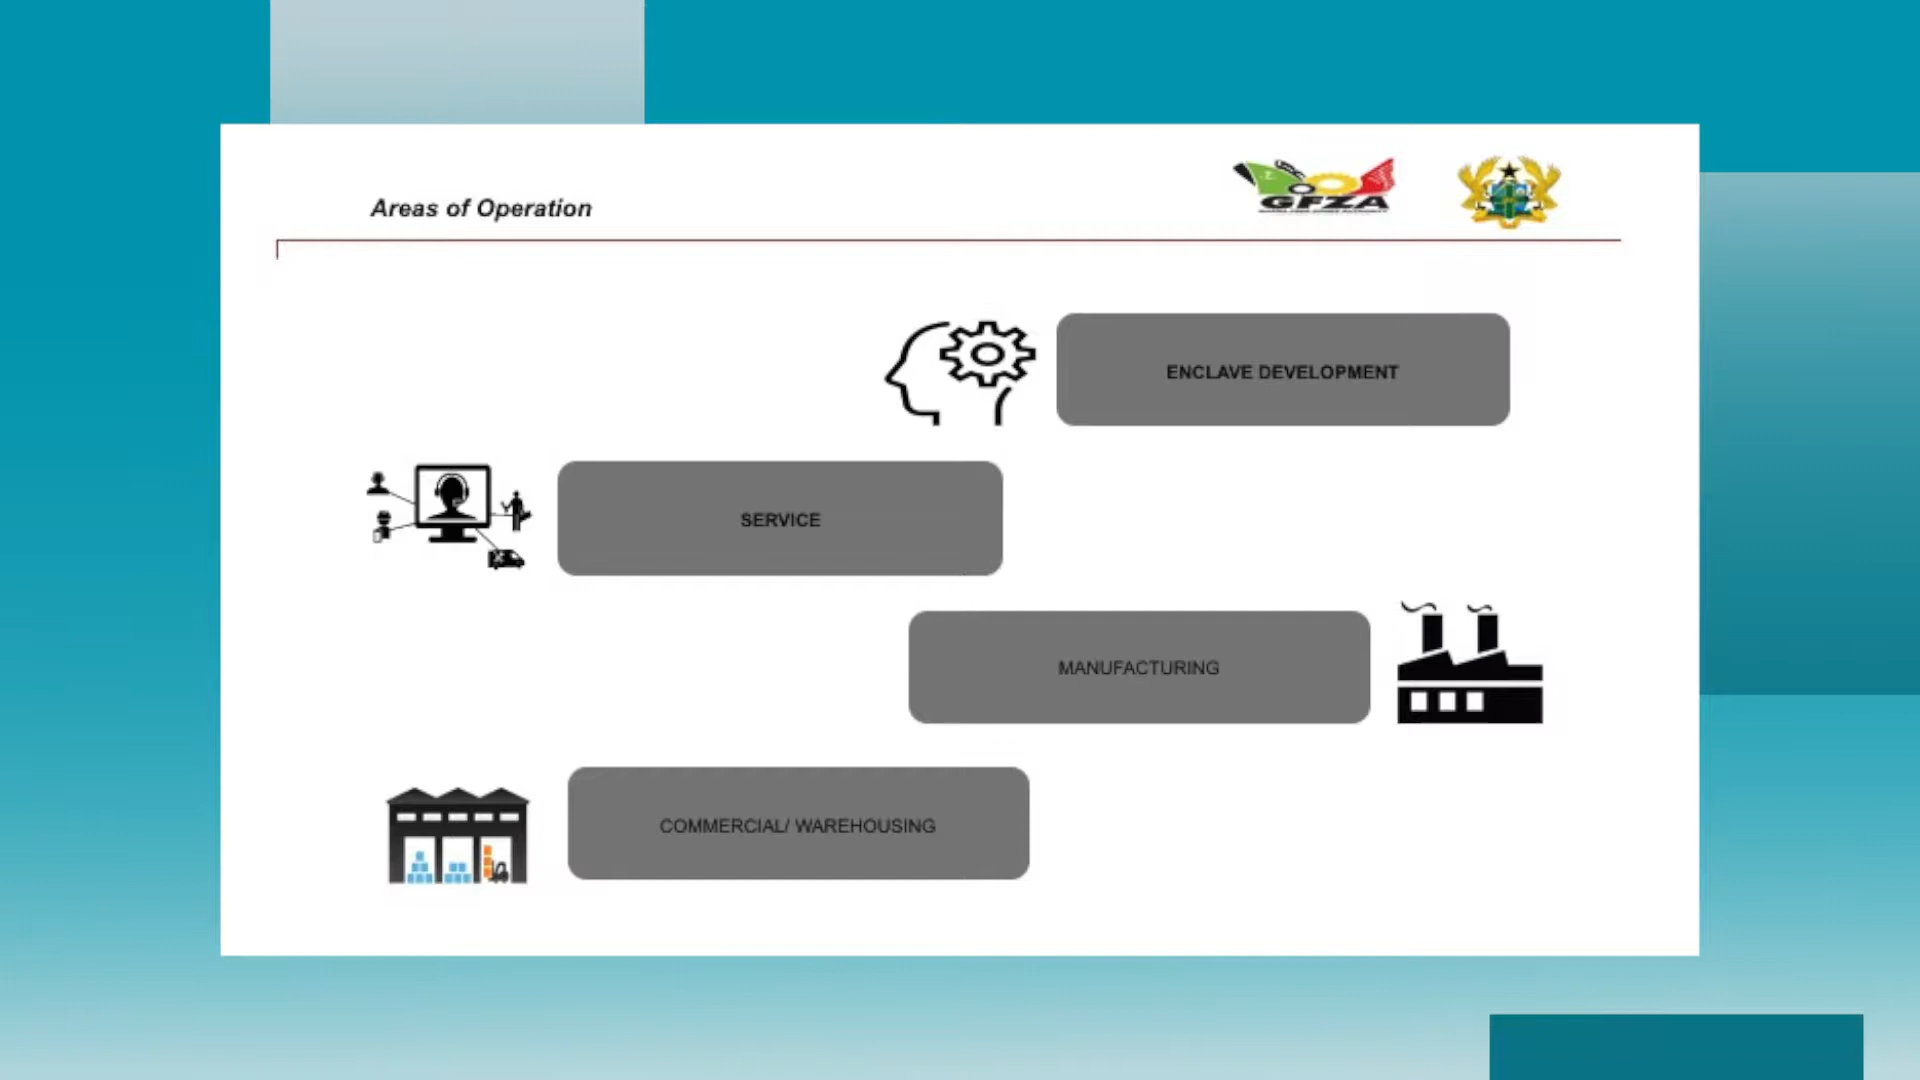 Areas of Operation
GFZA
ENCLAVE DEVELOPMENT
SERVICE
MANUFACTURING
COMMERCIAL/ WAREHOUSING